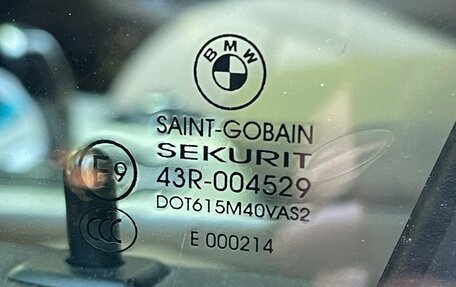 BMW
SAINT-GOBAIN
SEKURIT
E9
43R-004529
DOT615M40VAS2
CCC
E 000214